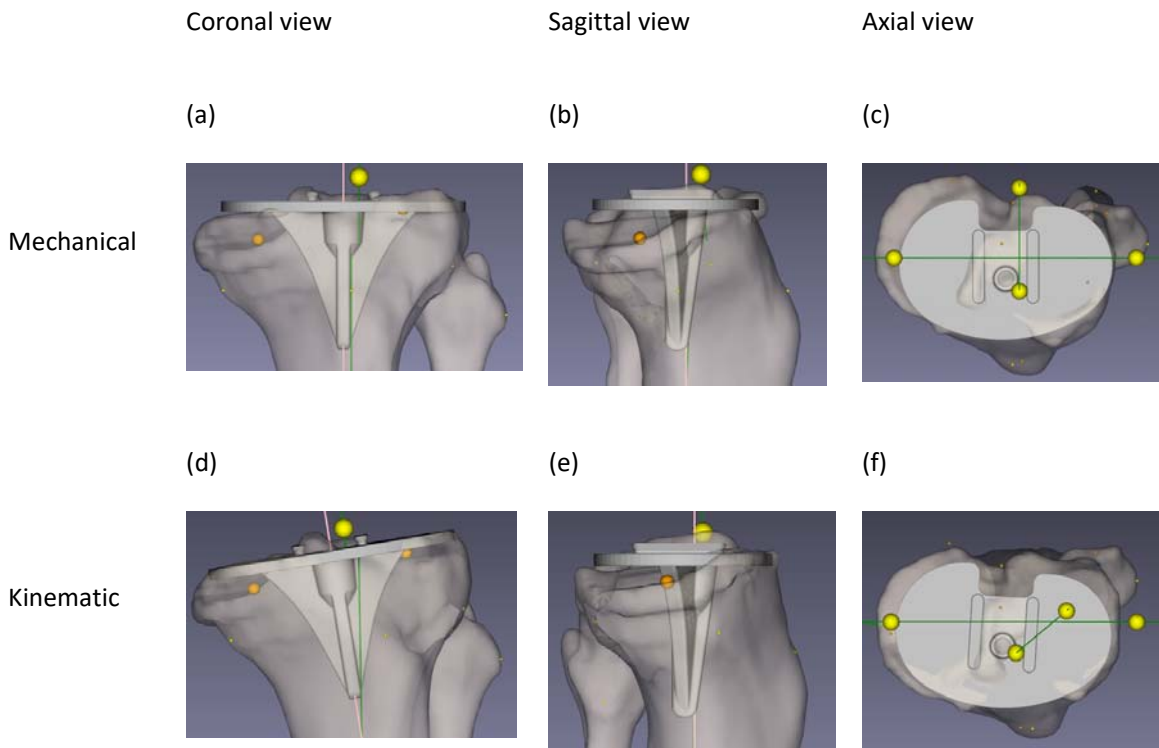 Coronal view Sagittal view Axial view
(a) (b) (c)
Mechanical
(d) (e) (f)
Kinematic